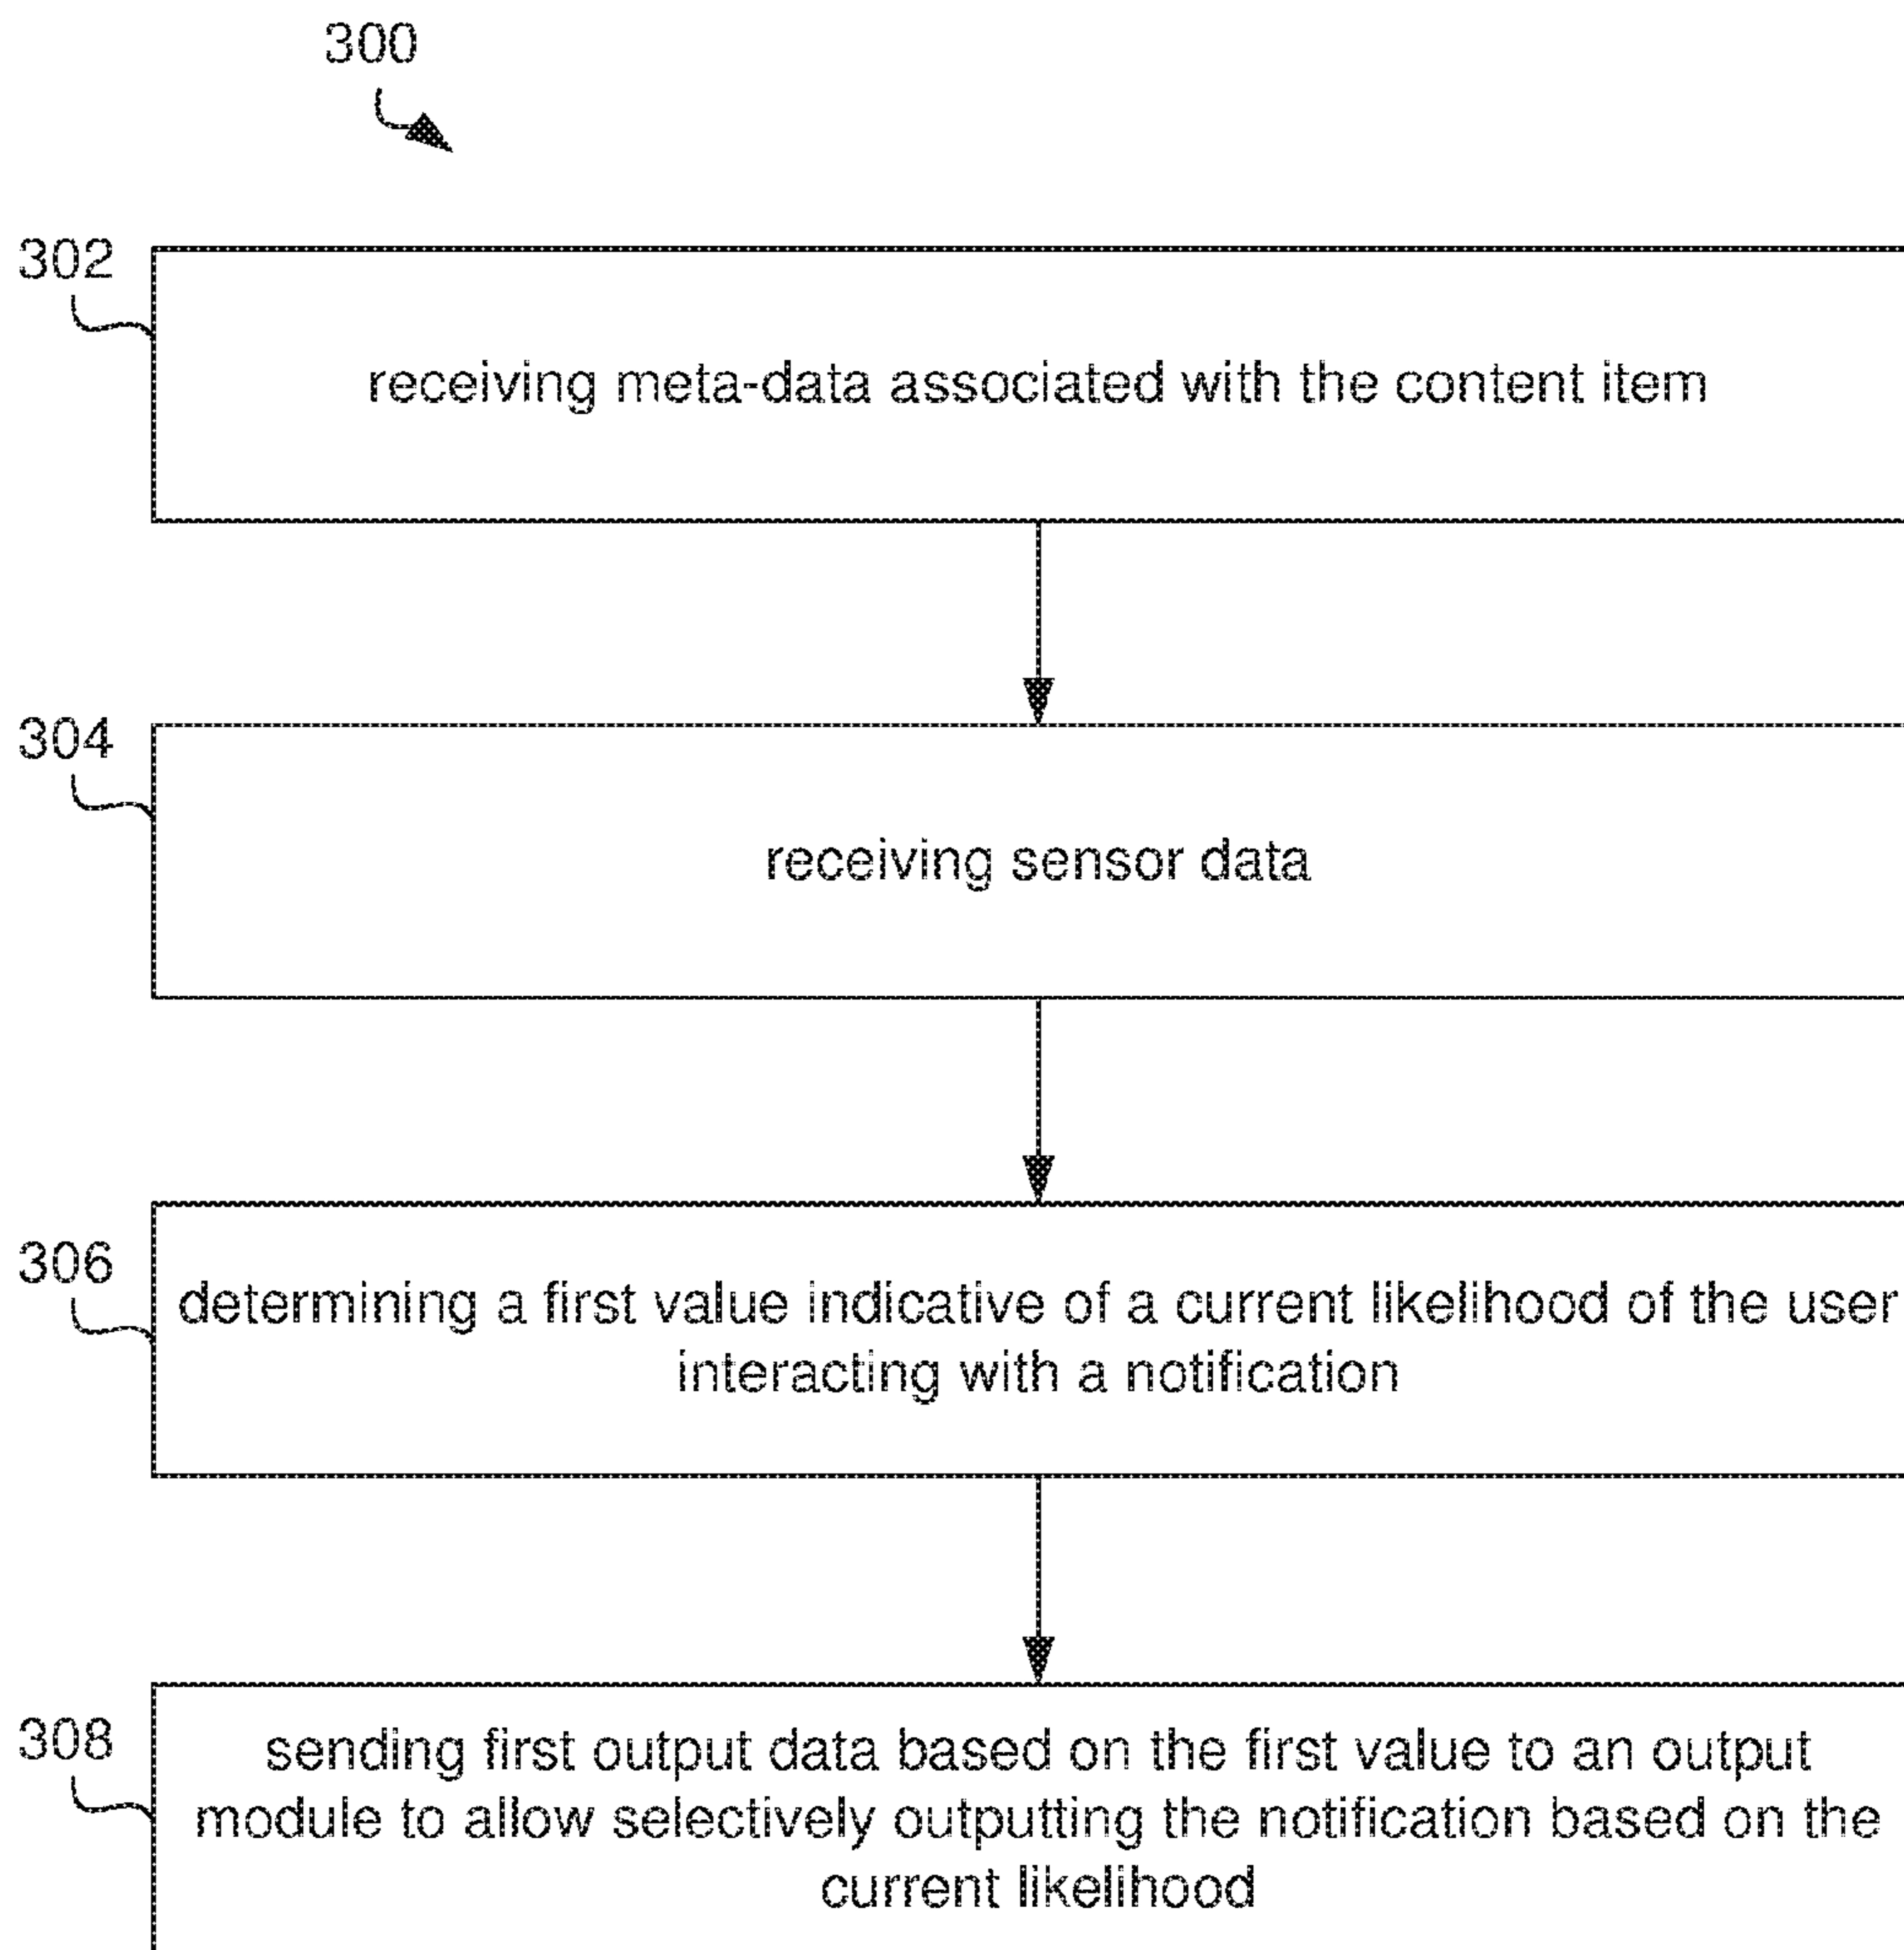 300
302
receiving meta-data associated with the content item
304
receiving sensor data
306
determining a first value indicative of a current likelihood of the user
interacting with a notification
308
sending first output data based on the first value to an output
module to allow selectively outputting the notification based on the
current likelihood